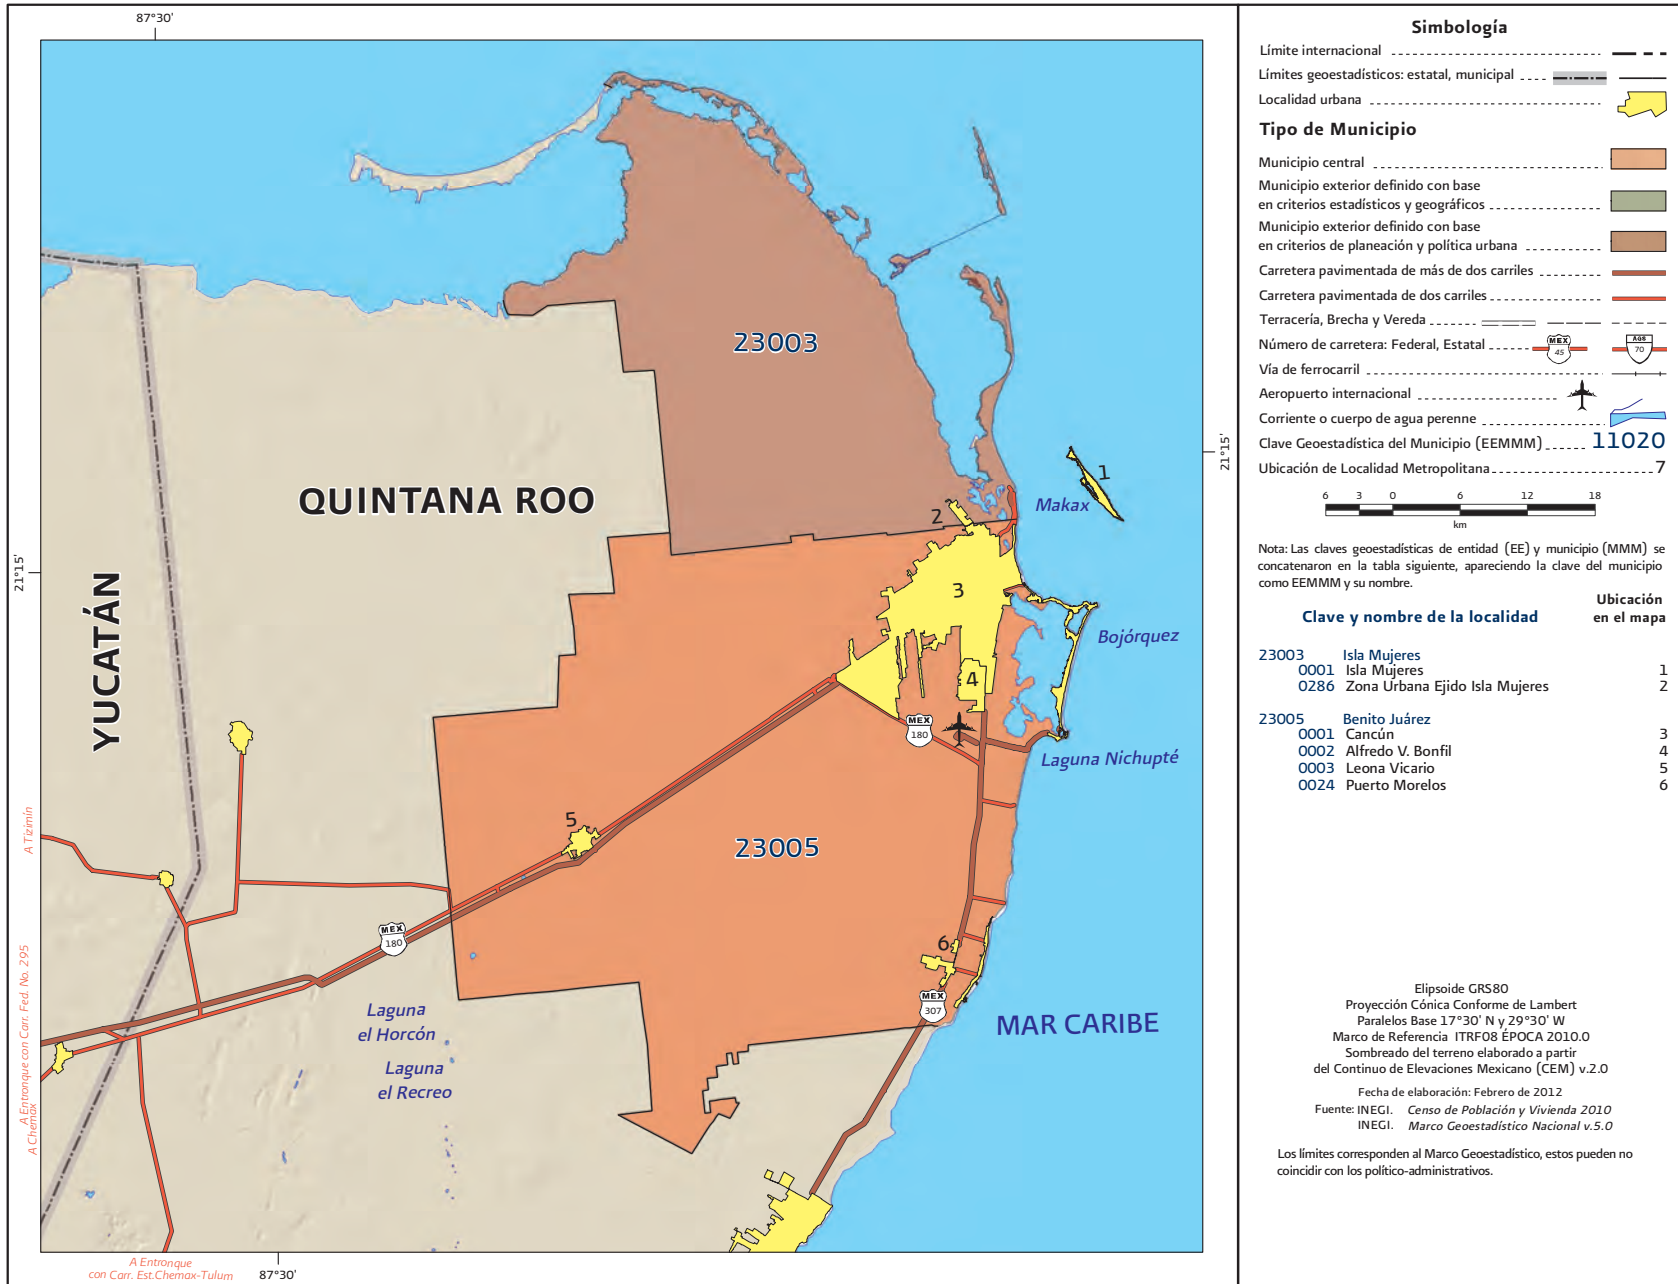 87°30'
21°15'
21°15'
87°30'
23003
QUINTANA ROO
YUCATÁN
1
Makax
2
3
Bojórquez
4
MEX
180
Laguna Nichupté
5
23005
A Tizimín
MEX
180
6
A Entronque con Carr. Fed. No. 295
A Chemax
Laguna
el Horcón
MEX
307
MAR CARIBE
Laguna
el Recreo
A Entronque
con Carr. Est.Chemax-Tulum
Simbología
Límite internacional
Límites geoestadísticos: estatal, municipal
Localidad urbana
Tipo de Municipio
Municipio central
Municipio exterior definido con base
en criterios estadísticos y geográficos
Municipio exterior definido con base
en criterios de planeación y política urbana
Carretera pavimentada de más de dos carriles
Carretera pavimentada de dos carriles
Terracería, Brecha y Vereda
Número de carretera: Federal, Estatal MEX 45 AGS 70
Vía de ferrocarril
Aeropuerto internacional
Corriente o cuerpo de agua perenne
Clave Geoestadística del Municipio (EEMMM) 11020
Ubicación de Localidad Metropolitana 7
6 3 0 6 12 18
km
Nota: Las claves geoestadísticas de entidad (EE) y municipio (MMM) se
concatenaron en la tabla siguiente, apareciendo la clave del municipio
como EEMMM y su nombre.
Clave y nombre de la localidad
Ubicación
en el mapa
23003 Isla Mujeres
0001 Isla Mujeres 1
0286 Zona Urbana Ejido Isla Mujeres 2
23005 Benito Juárez
0001 Cancún 3
0002 Alfredo V. Bonfil 4
0003 Leona Vicario 5
0024 Puerto Morelos 6
Elipsoide GRS80
Proyección Cónica Conforme de Lambert
Paralelos Base 17°30' N y 29°30' W
Marco de Referencia ITRF08 ÉPOCA 2010.0
Sombreado del terreno elaborado a partir
del Continuo de Elevaciones Mexicano (CEM) v.2.0
Fecha de elaboración: Febrero de 2012
Fuente: INEGI. Censo de Población y Vivienda 2010
INEGI. Marco Geoestadístico Nacional v.5.0
Los límites corresponden al Marco Geoestadístico, estos pueden no
coincidir con los político-administrativos.